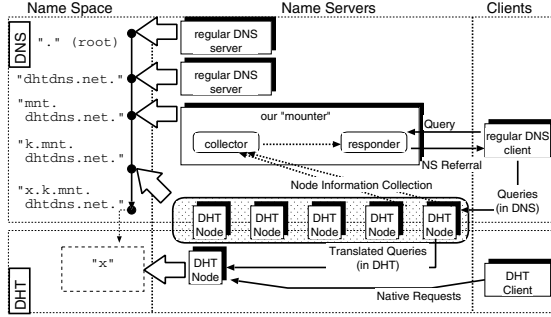 Name Space
Name Servers
Clients
DNS
"." (root)
regular DNS
server
"dhtdns.net."
regular DNS
server
"mnt.
dhtdns.net."
our "mounter"
collector
responder
Query
regular DNS
client
NS Referral
"k.mnt.
dhtdns.net."
Node Information Collection
Queries
(in DNS)
"x.k.mnt.
dhtdns.net."
DHT
Node
DHT
Node
DHT
Node
DHT
Node
DHT
Node
Translated Queries
(in DHT)
DHT
"x"
DHT
Node
Native Requests
DHT
Client